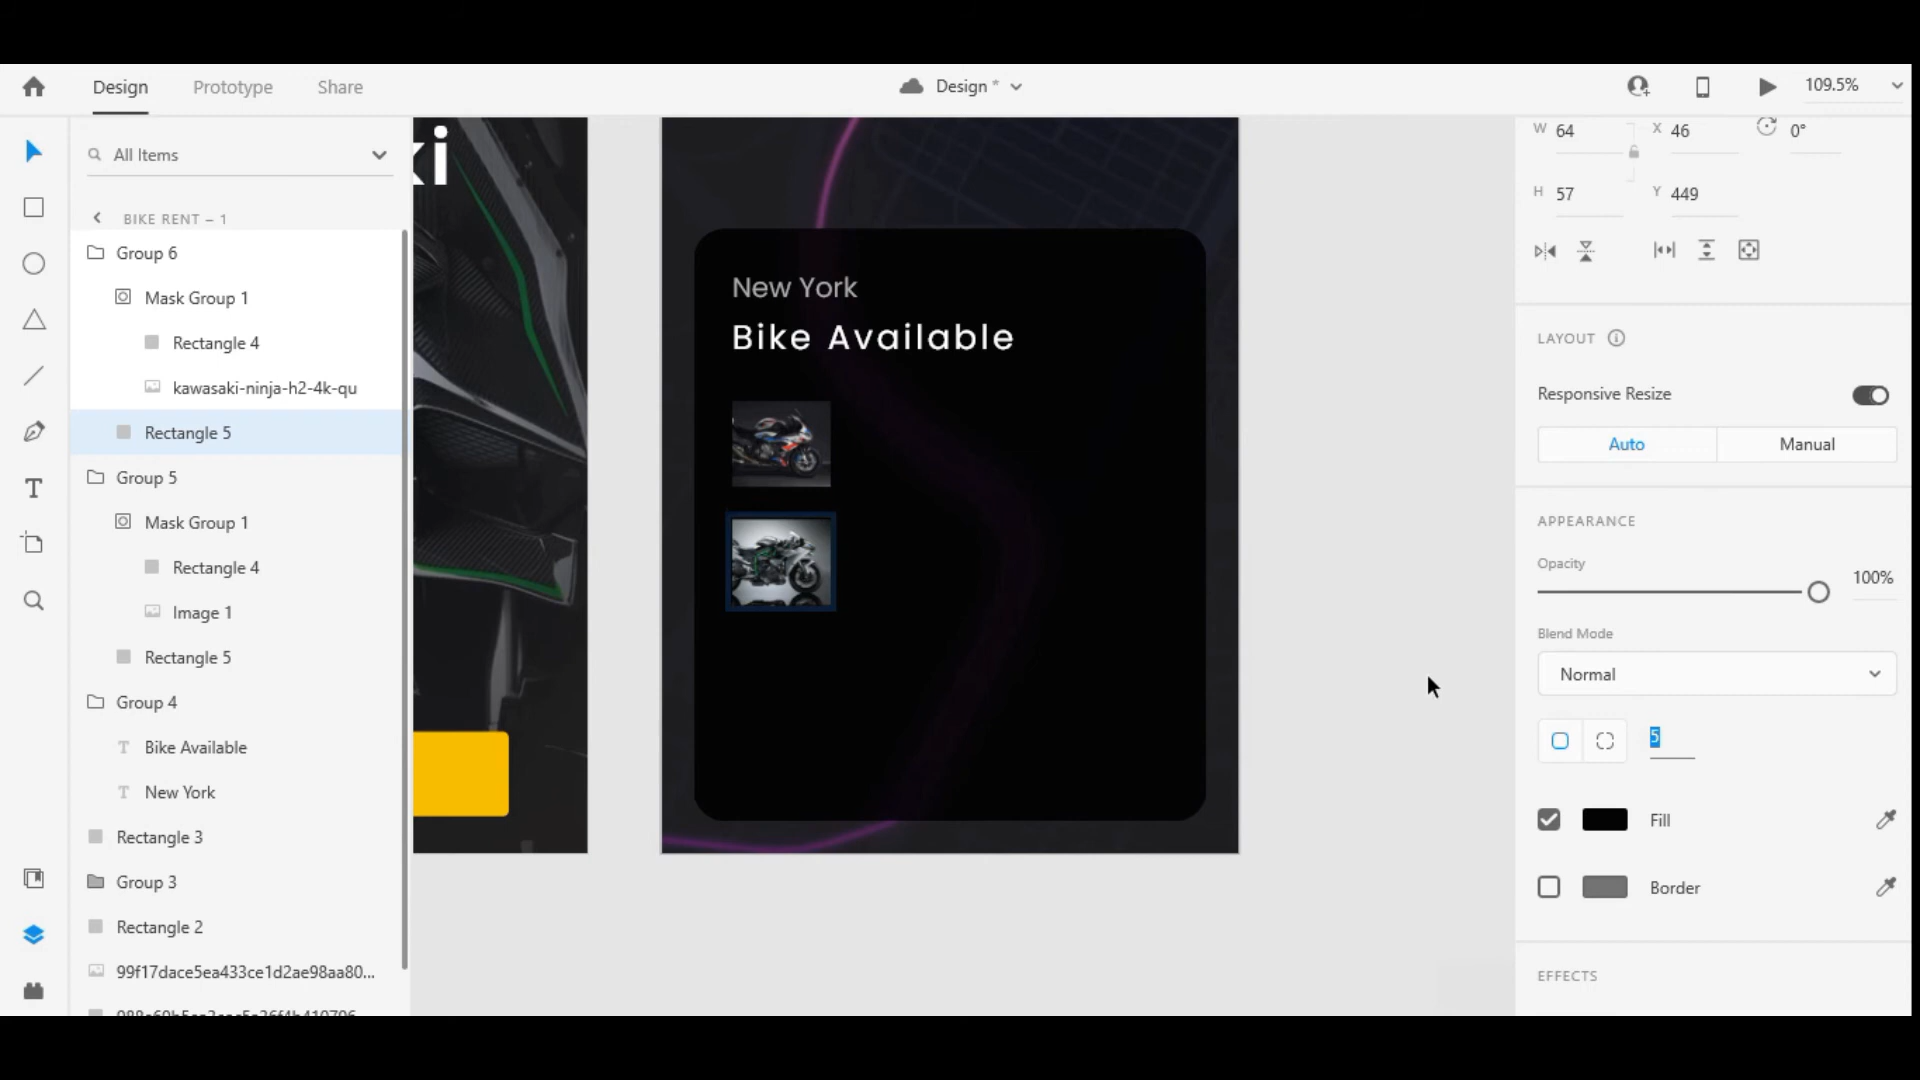 Design
Prototype
Share
Design *
109.5%
All Items
BIKE RENT – 1
Group 6
Mask Group 1
Rectangle 4
kawasaki-ninja-h2-4k-qu
Rectangle 5
Group 5
Mask Group 1
Rectangle 4
Image 1
Rectangle 5
Group 4
T Bike Available
T New York
Rectangle 3
Group 3
Rectangle 2
99f17dace5ea433ce1d2ae98aa80...
ki
New York
Bike Available
W 64
X 46
0°
H 57
Y 449
LAYOUT
Responsive Resize
Auto
Manual
APPEARANCE
Opacity
100%
Blend Mode
Normal
5
Fill
Border
EFFECTS